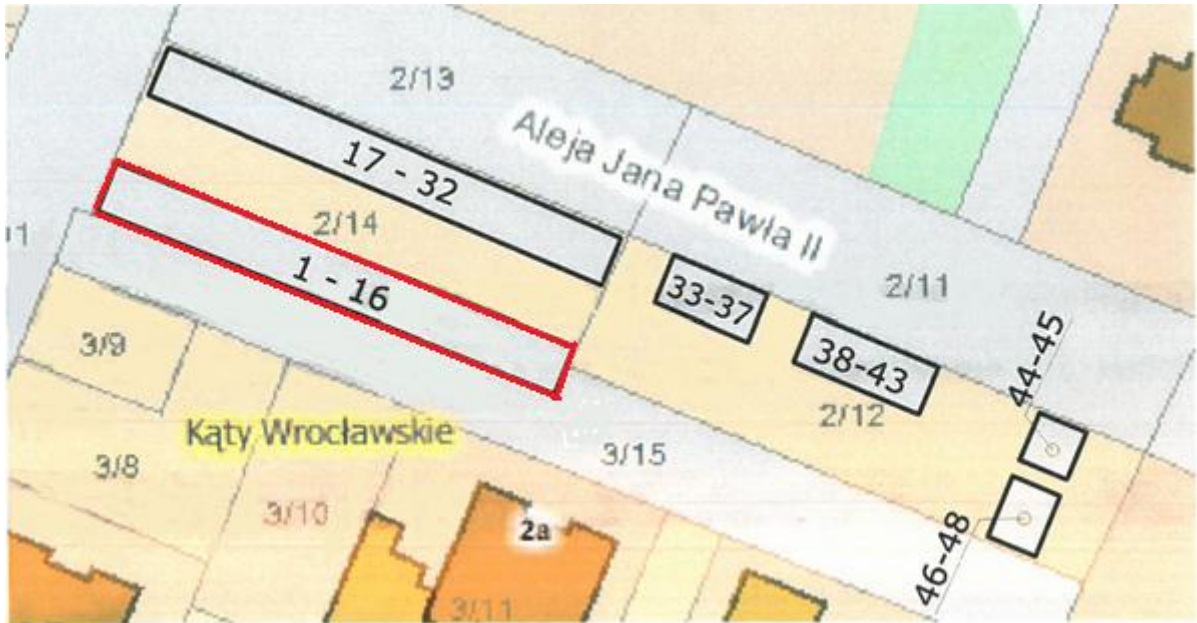 2/13
Aleja Jana Pawła II
17 - 32
2/14
1 - 16
33-37
2/11
38-43
44-45
3/9
2/12
Kąty Wrocławskie
3/15
3/8
3/10
2a
46-48
3/11